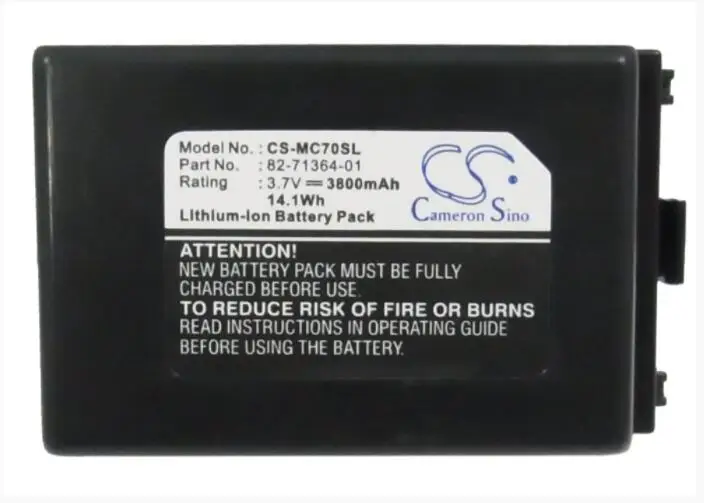 Model No. : CS-MC70SL
Part No. : 82-71364-01
Rating : 3.7V⎓3800mAh
14.1Wh
Lithium-Ion Battery Pack
CS
Cameron Sino
ATTENTION!
NEW BATTERY PACK MUST BE FULLY
CHARGED BEFORE USE.
TO REDUCE RISK OF FIRE OR BURNS
READ INSTRUCTIONS IN OPERATING GUIDE
BEFORE USING THE BATTERY.